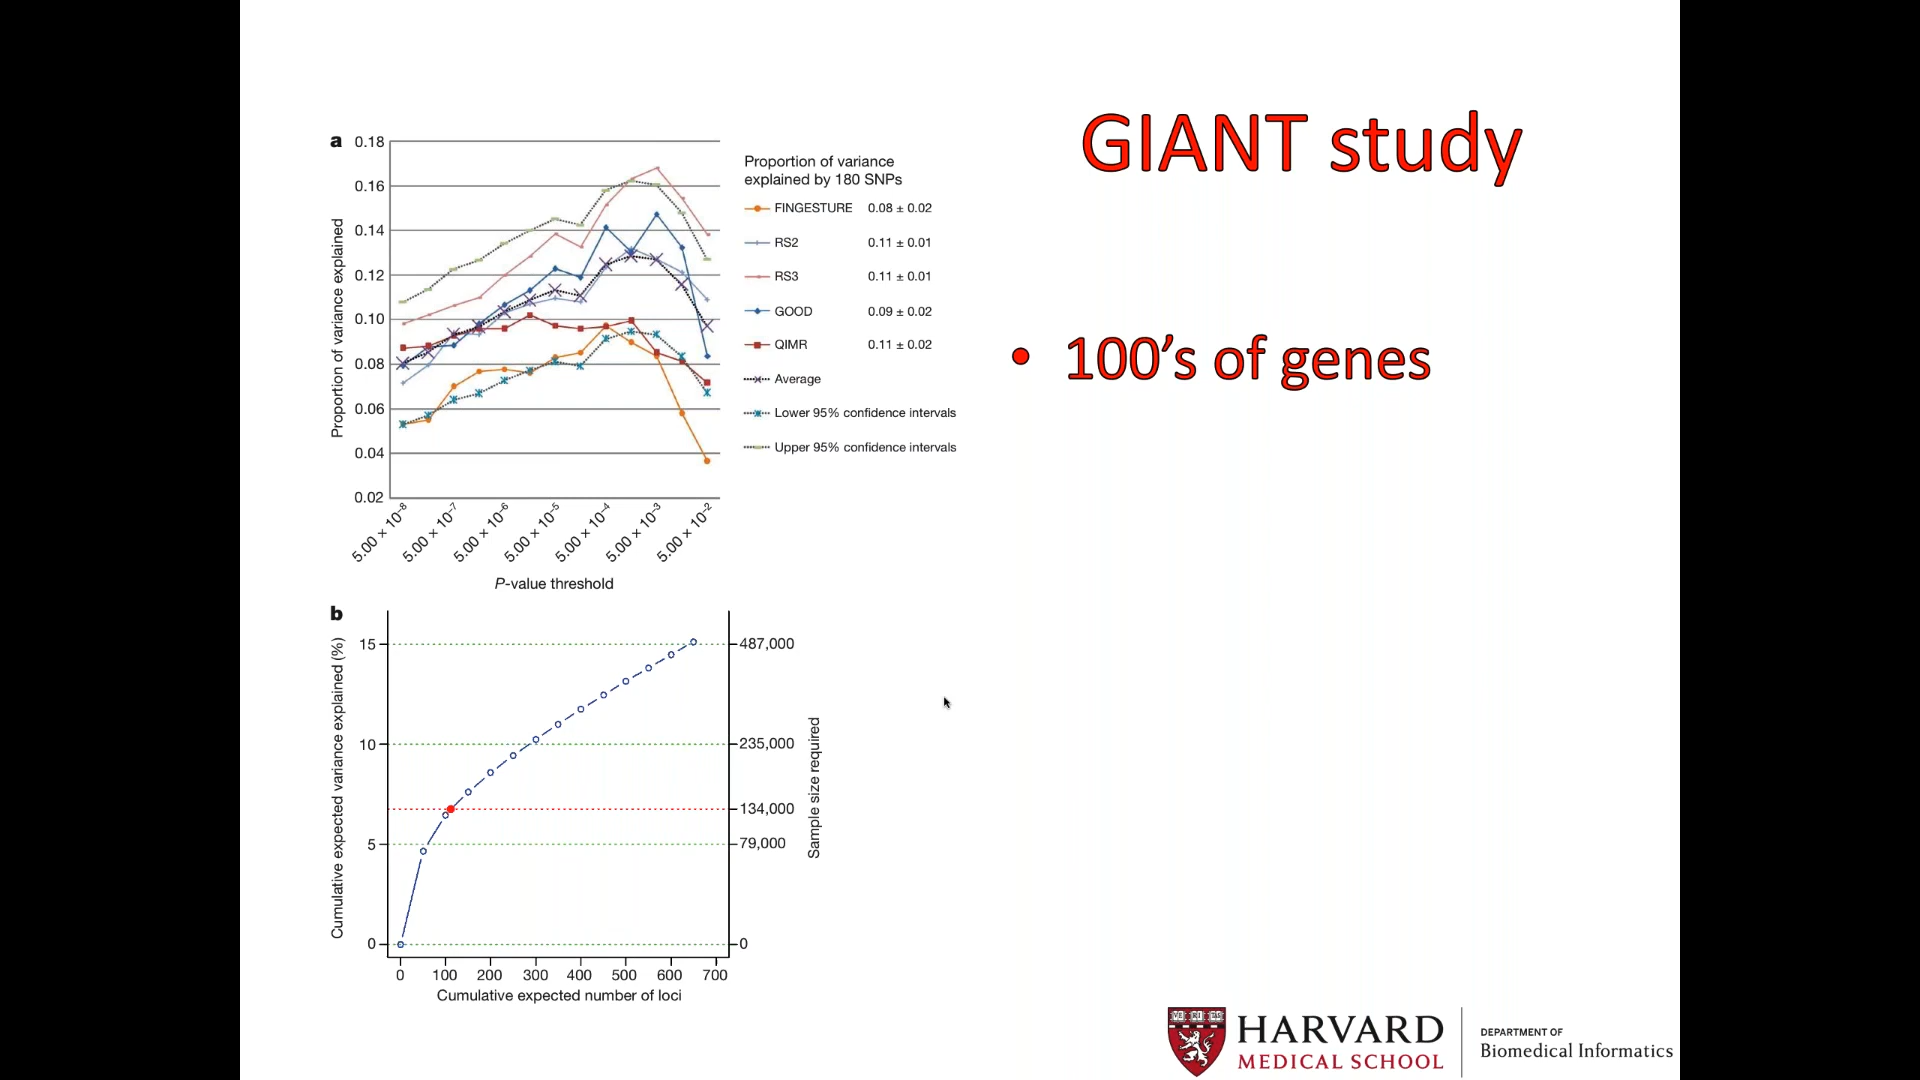 GIANT study
• 100’s of genes
a
0.18
0.16
0.14
0.12
0.10
0.08
0.06
0.04
0.02
Proportion of variance explained
5.00 × 10⁻⁸
5.00 × 10⁻⁷
5.00 × 10⁻⁶
5.00 × 10⁻⁵
5.00 × 10⁻⁴
5.00 × 10⁻³
5.00 × 10⁻²
P-value threshold
Proportion of variance
explained by 180 SNPs
FINGESTURE 0.08 ± 0.02
RS2 0.11 ± 0.01
RS3 0.11 ± 0.01
GOOD 0.09 ± 0.02
QIMR 0.11 ± 0.02
Average
Lower 95% confidence intervals
Upper 95% confidence intervals
b
15
10
5
0
Cumulative expected variance explained (%)
487,000
235,000
134,000
79,000
0
Sample size required
0 100 200 300 400 500 600 700
Cumulative expected number of loci
VE RI TAS
HARVARD
MEDICAL SCHOOL
DEPARTMENT OF
Biomedical Informatics